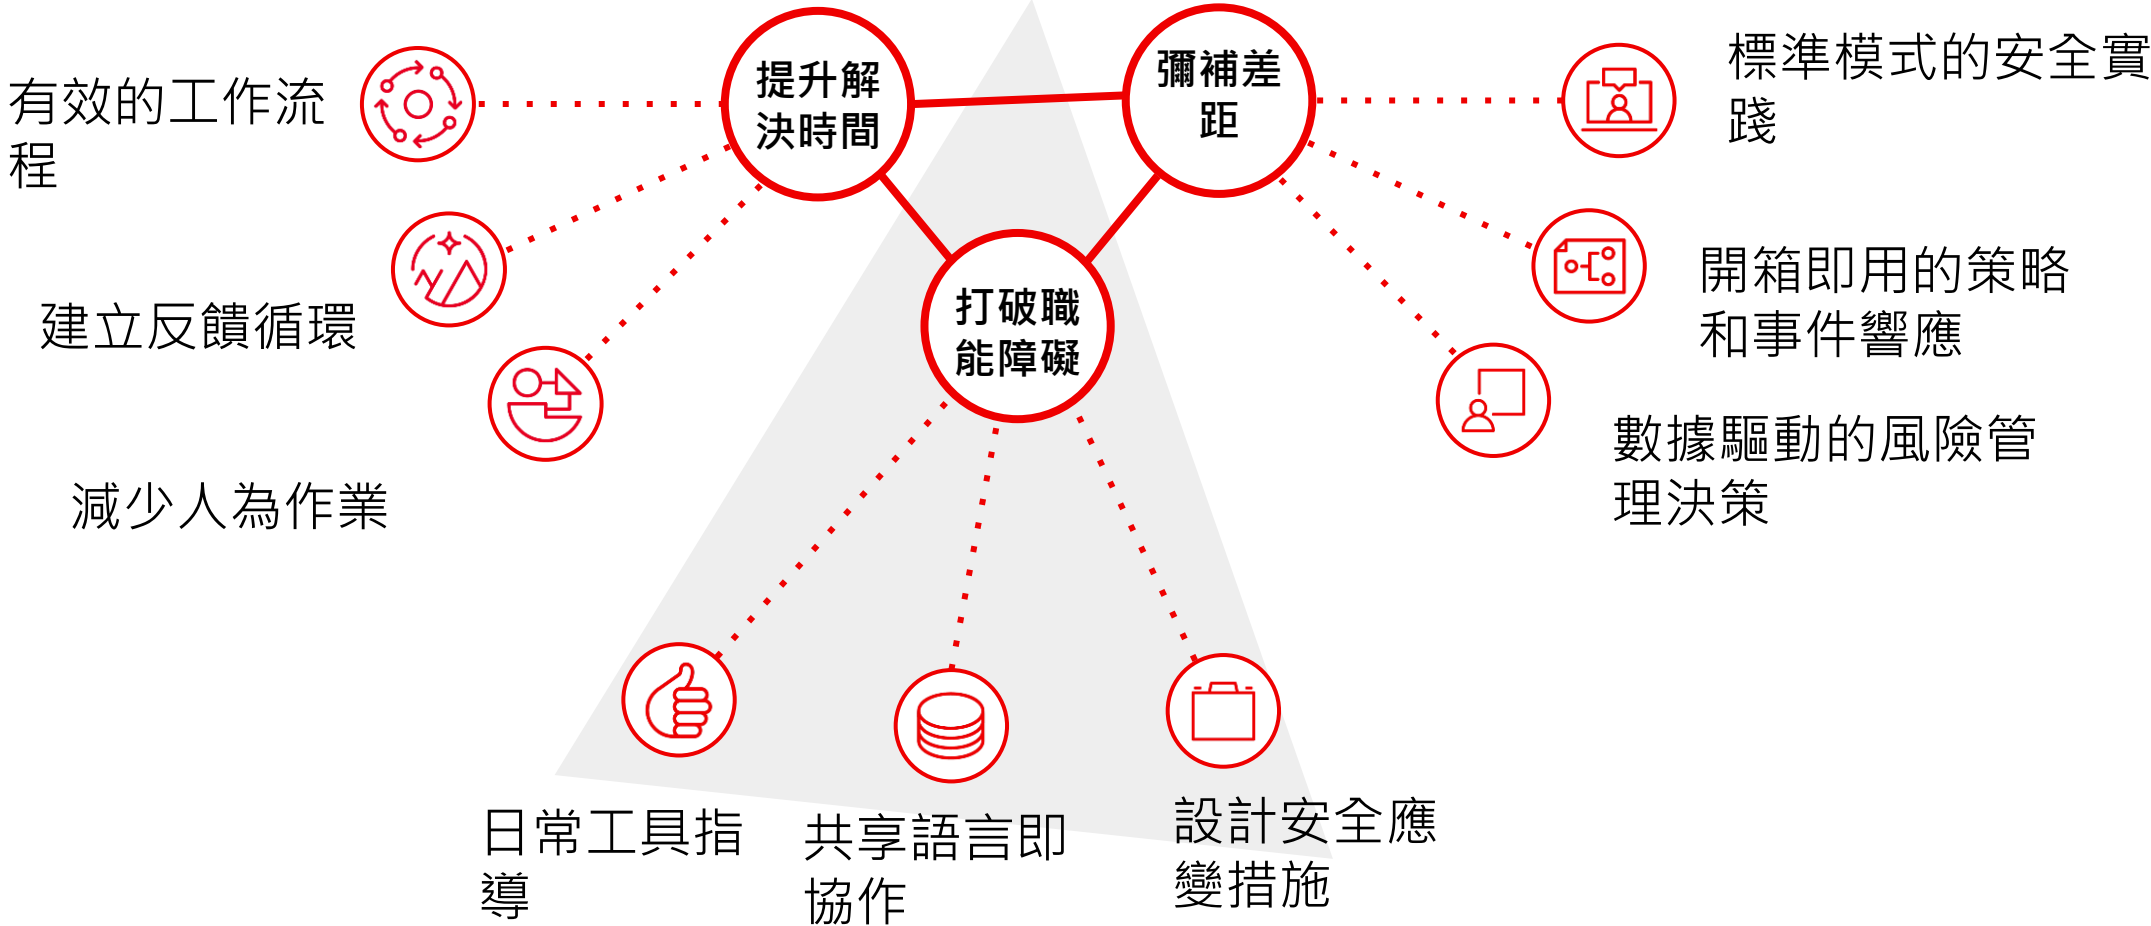 提升解
決時間
彌補差
距
打破職
能障礙
有效的工作流
程
建立反饋循環
減少人為作業
標準模式的安全實
踐
開箱即用的策略
和事件響應
數據驅動的風險管
理決策
日常工具指
導
共享語言即
協作
設計安全應
變措施